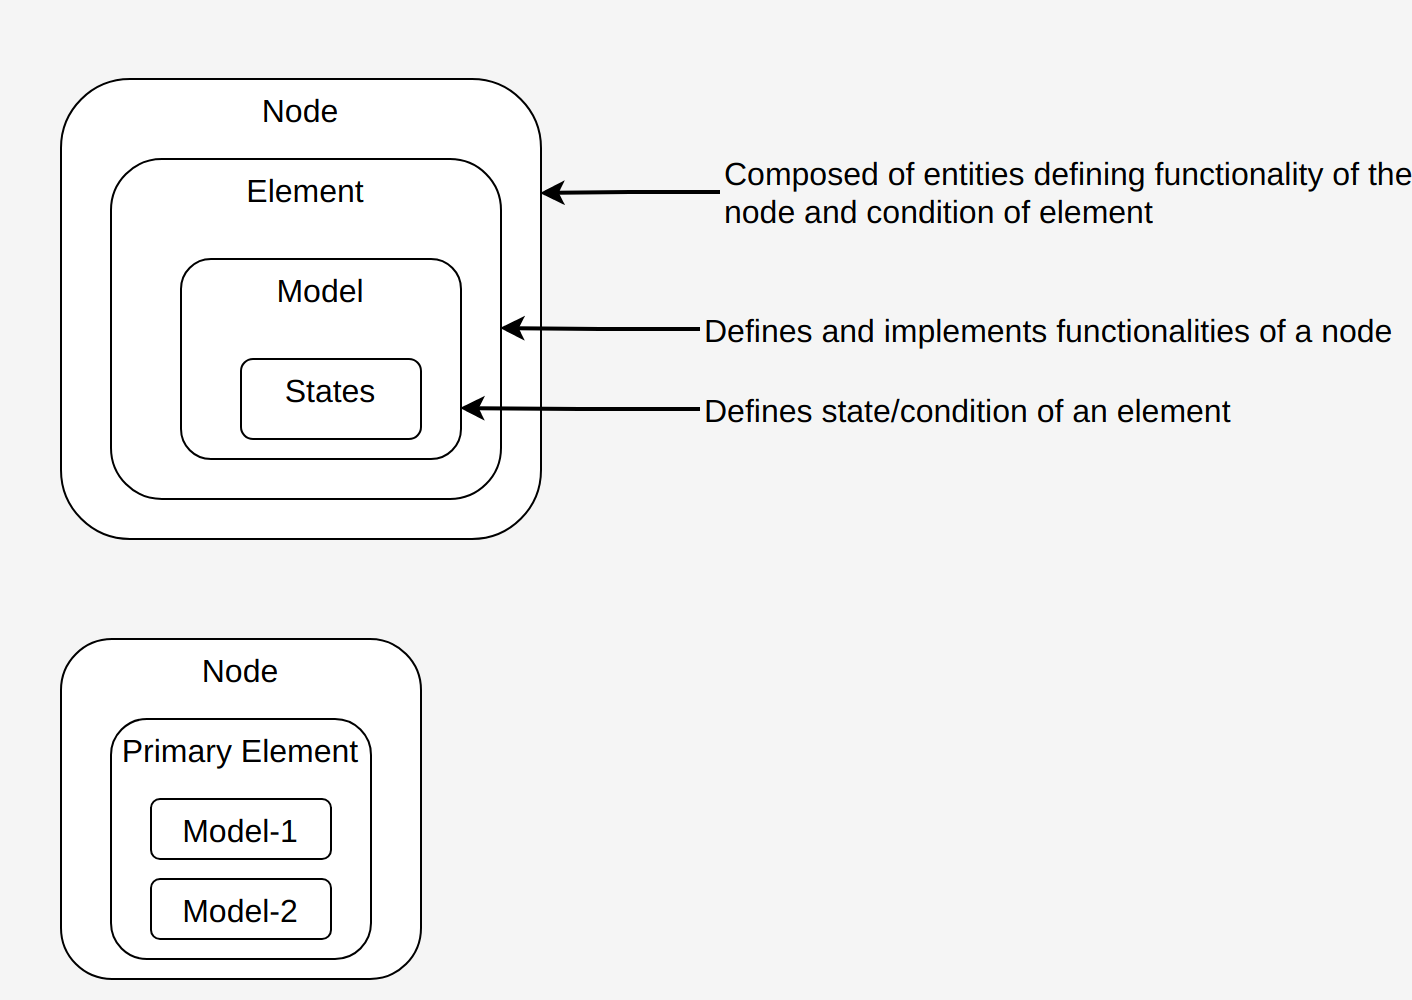 Node
Element
Composed of entities defining functionality of the
node and condition of element
Model
Defines and implements functionalities of a node
States
Defines state/condition of an element
Node
Primary Element
Model-1
Model-2